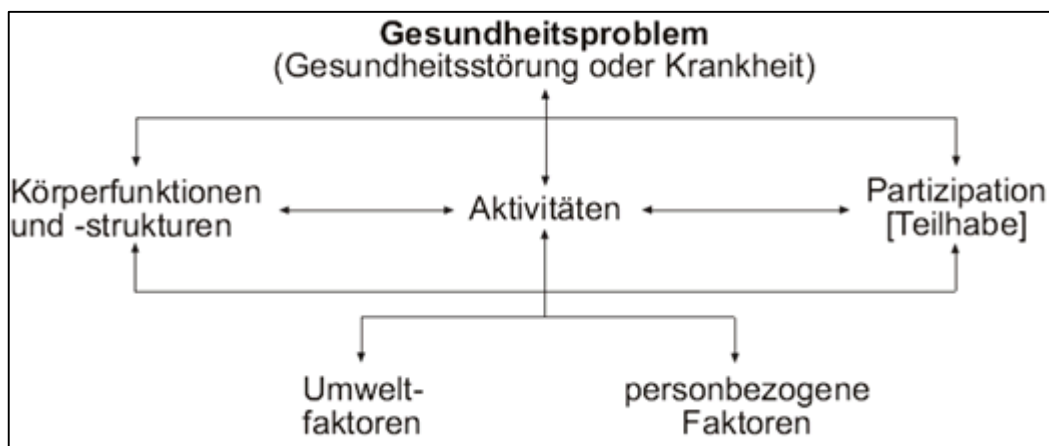 Gesundheitsproblem
(Gesundheitsstörung oder Krankheit)
Körperfunktionen
und -strukturen
Aktivitäten
Partizipation
[Teilhabe]
Umwelt-
faktoren
personbezogene
Faktoren